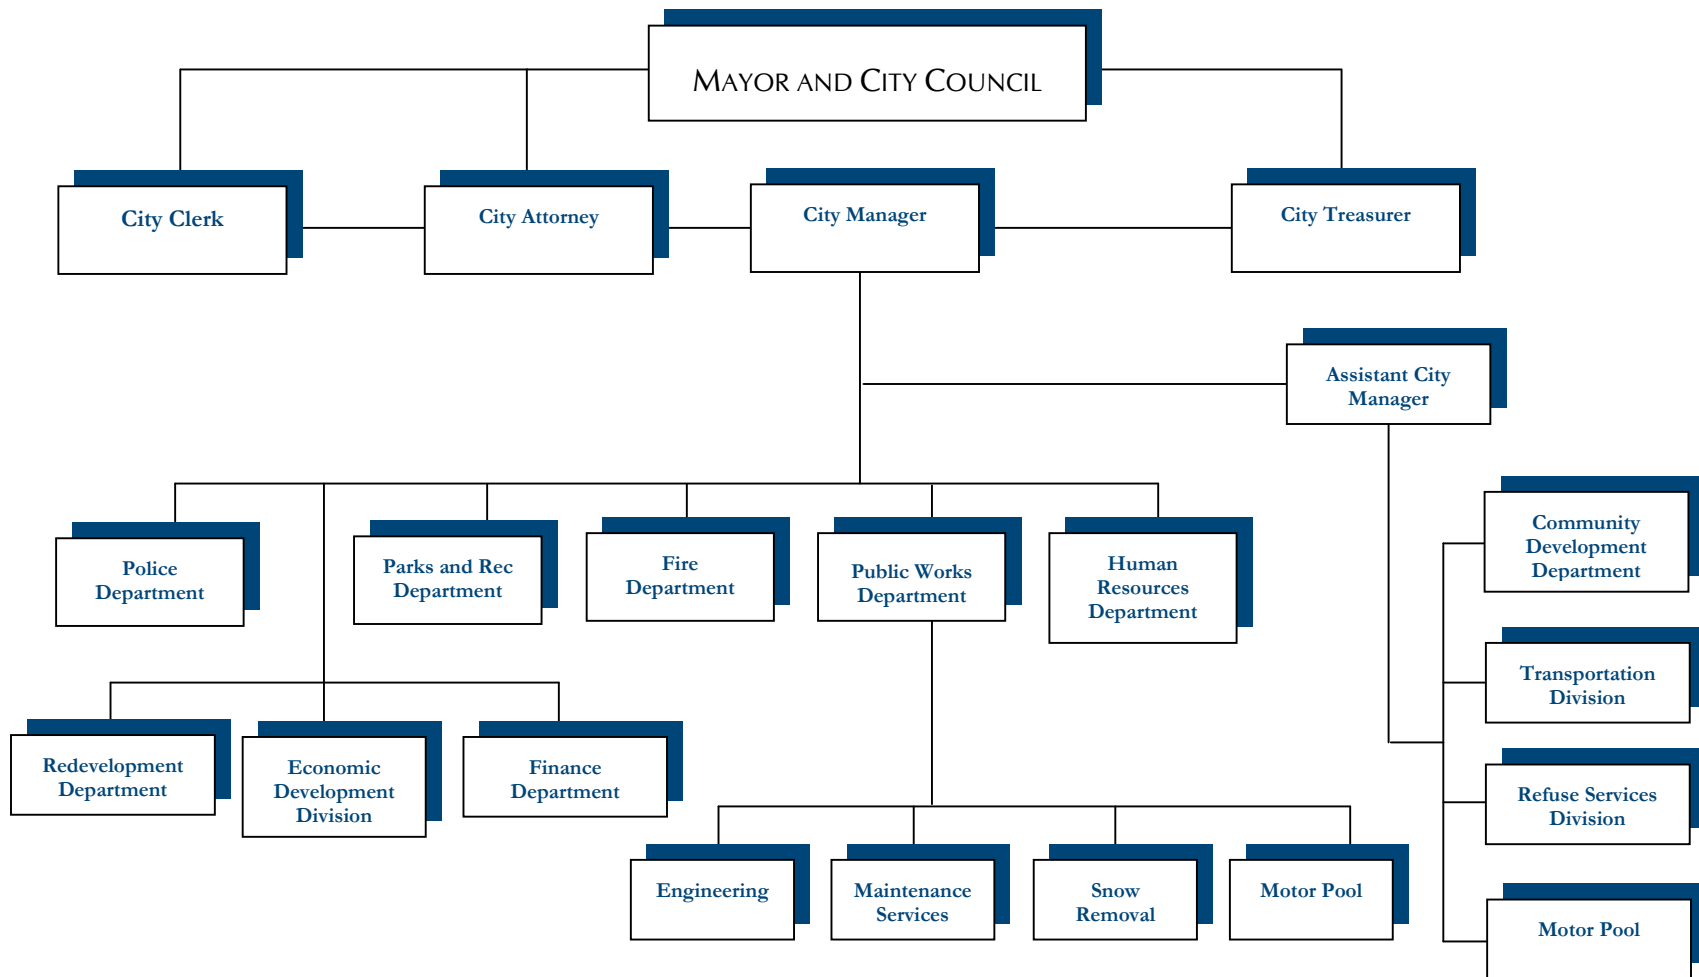 MAYOR AND CITY COUNCIL
City Clerk
City Attorney
City Manager
City Treasurer
Assistant City
Manager
Police
Department
Parks and Rec
Department
Fire
Department
Public Works
Department
Human
Resources
Department
Community
Development
Department
Transportation
Division
Refuse Services
Division
Motor Pool
Redevelopment
Department
Economic
Development
Division
Finance
Department
Engineering
Maintenance
Services
Snow
Removal
Motor Pool